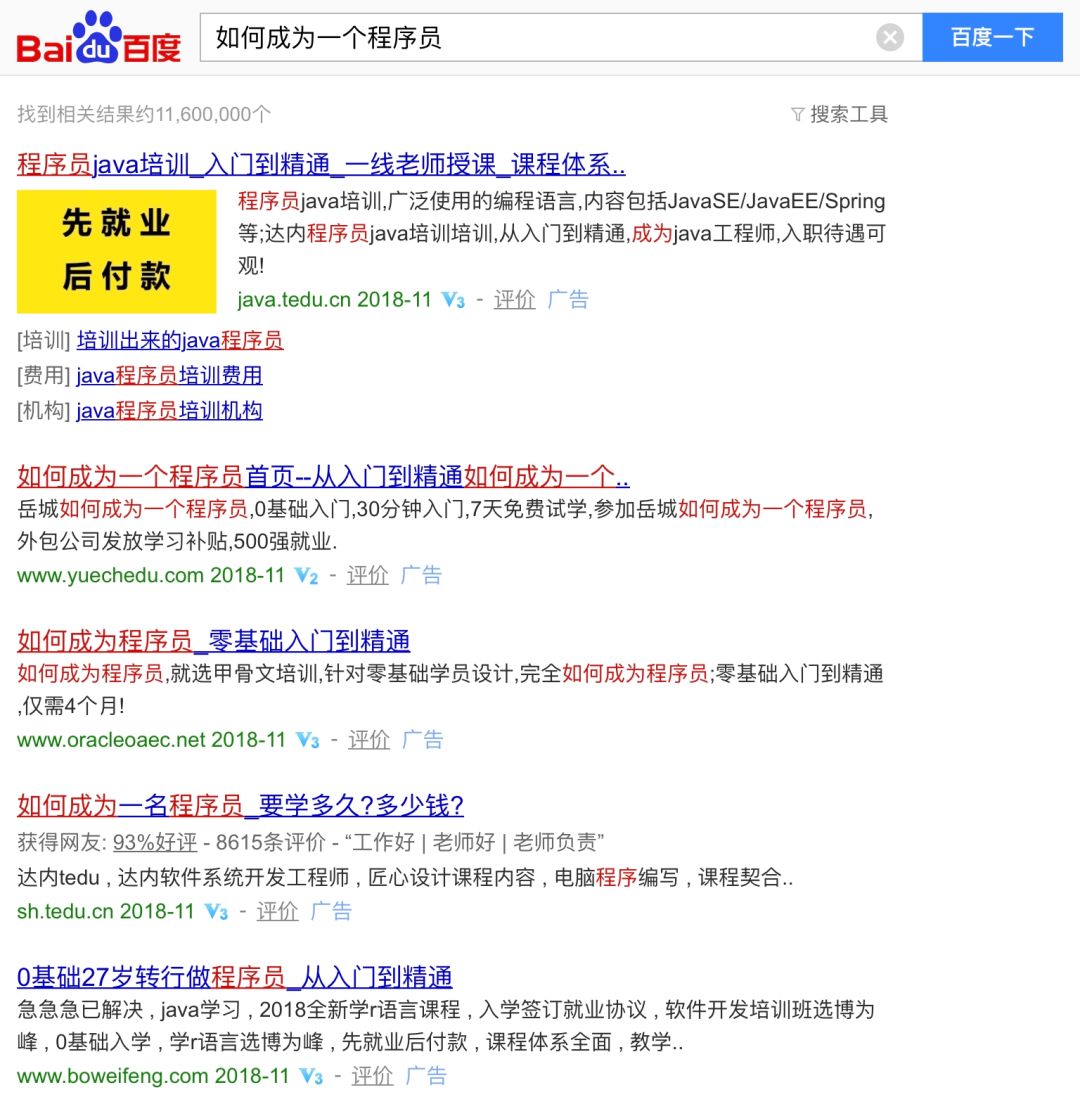 Bai du 百度 如何成为一个程序员 百度一下
找到相关结果约11,600,000个 搜索工具
程序员java培训_入门到精通_一线老师授课_课程体系..
先就业
后付款
程序员java培训,广泛使用的编程语言,内容包括JavaSE/JavaEE/Spring
等;达内程序员java培训培训,从入门到精通,成为java工程师,入职待遇可
观!
java.tedu.cn 2018-11 V3 - 评价 广告
[培训] 培训出来的java程序员
[费用] java程序员培训费用
[机构] java程序员培训机构
如何成为一个程序员首页--从入门到精通如何成为一个..
岳城如何成为一个程序员,0基础入门,30分钟入门,7天免费试学,参加岳城如何成为一个程序员,
外包公司发放学习补贴,500强就业.
www.yuechedu.com 2018-11 V2 - 评价 广告
如何成为程序员_零基础入门到精通
如何成为程序员,就选甲骨文培训,针对零基础学员设计,完全如何成为程序员;零基础入门到精通
,仅需4个月!
www.oracleoaec.net 2018-11 V3 - 评价 广告
如何成为一名程序员_要学多久?多少钱?
获得网友: 93%好评 - 8615条评价 - “工作好 | 老师好 | 老师负责”
达内tedu , 达内软件系统开发工程师 , 匠心设计课程内容 , 电脑程序编写 , 课程契合..
sh.tedu.cn 2018-11 V3 - 评价 广告
0基础27岁转行做程序员_从入门到精通
急急急已解决 , java学习 , 2018全新学r语言课程 , 入学签订就业协议 , 软件开发培训班选博为
峰 , 0基础入学 , 学r语言选博为峰 , 先就业后付款 , 课程体系全面 , 教学..
www.boweifeng.com 2018-11 V3 - 评价 广告